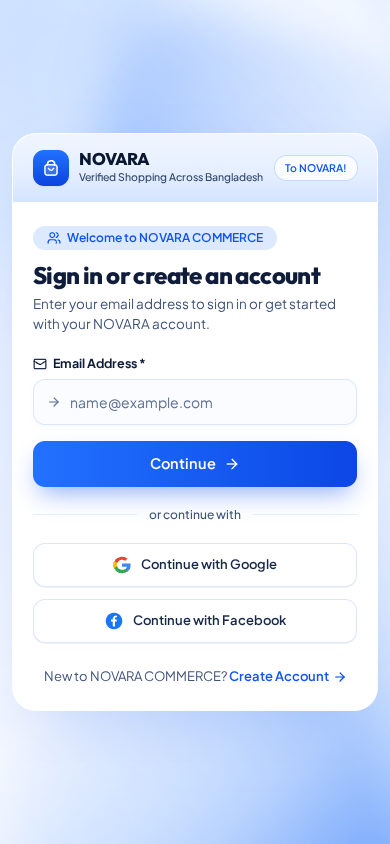 NOVARA
Verified Shopping Across Bangladesh
To NOVARA!
Welcome to NOVARA COMMERCE
Sign in or create an account
Enter your email address to sign in or get started
with your NOVARA account.
Email Address *
name@example.com
Continue
or continue with
Continue with Google
Continue with Facebook
New to NOVARA COMMERCE? Create Account